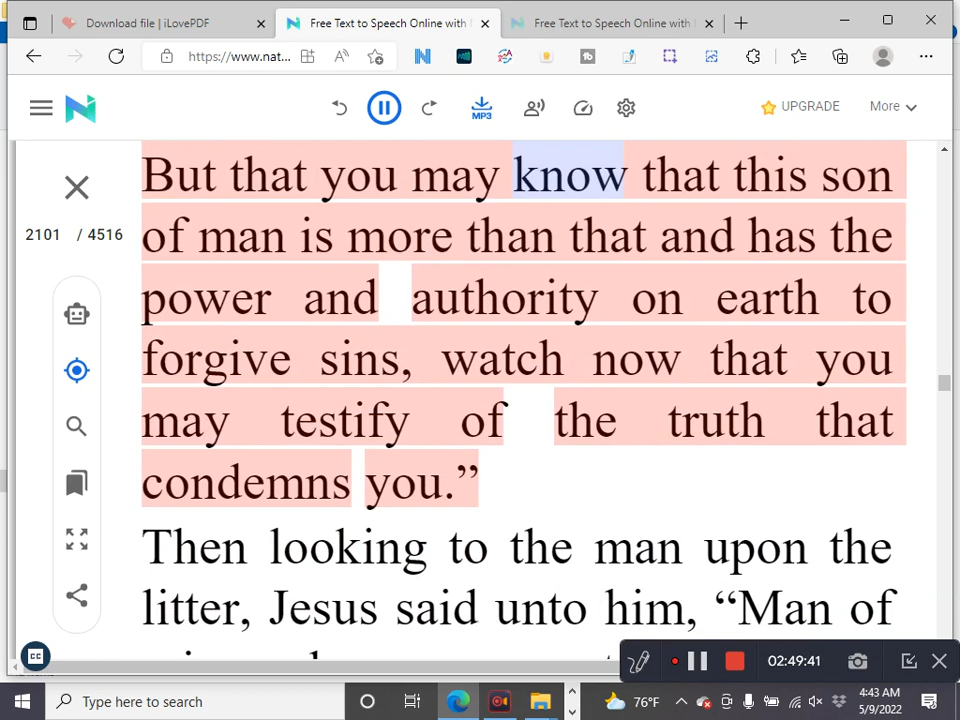 Download file | iLovePDF
Free Text to Speech Online with
Free Text to Speech Online with
https://www.nat...
MP3
UPGRADE
More
2101 / 4516
But that you may know that this son
of man is more than that and has the
power and authority on earth to
forgive sins, watch now that you
may testify of the truth that
condemns you.”
Then looking to the man upon the
litter, Jesus said unto him, “Man of
CC
02:49:41
Type here to search
76°F
4:43 AM
5/9/2022